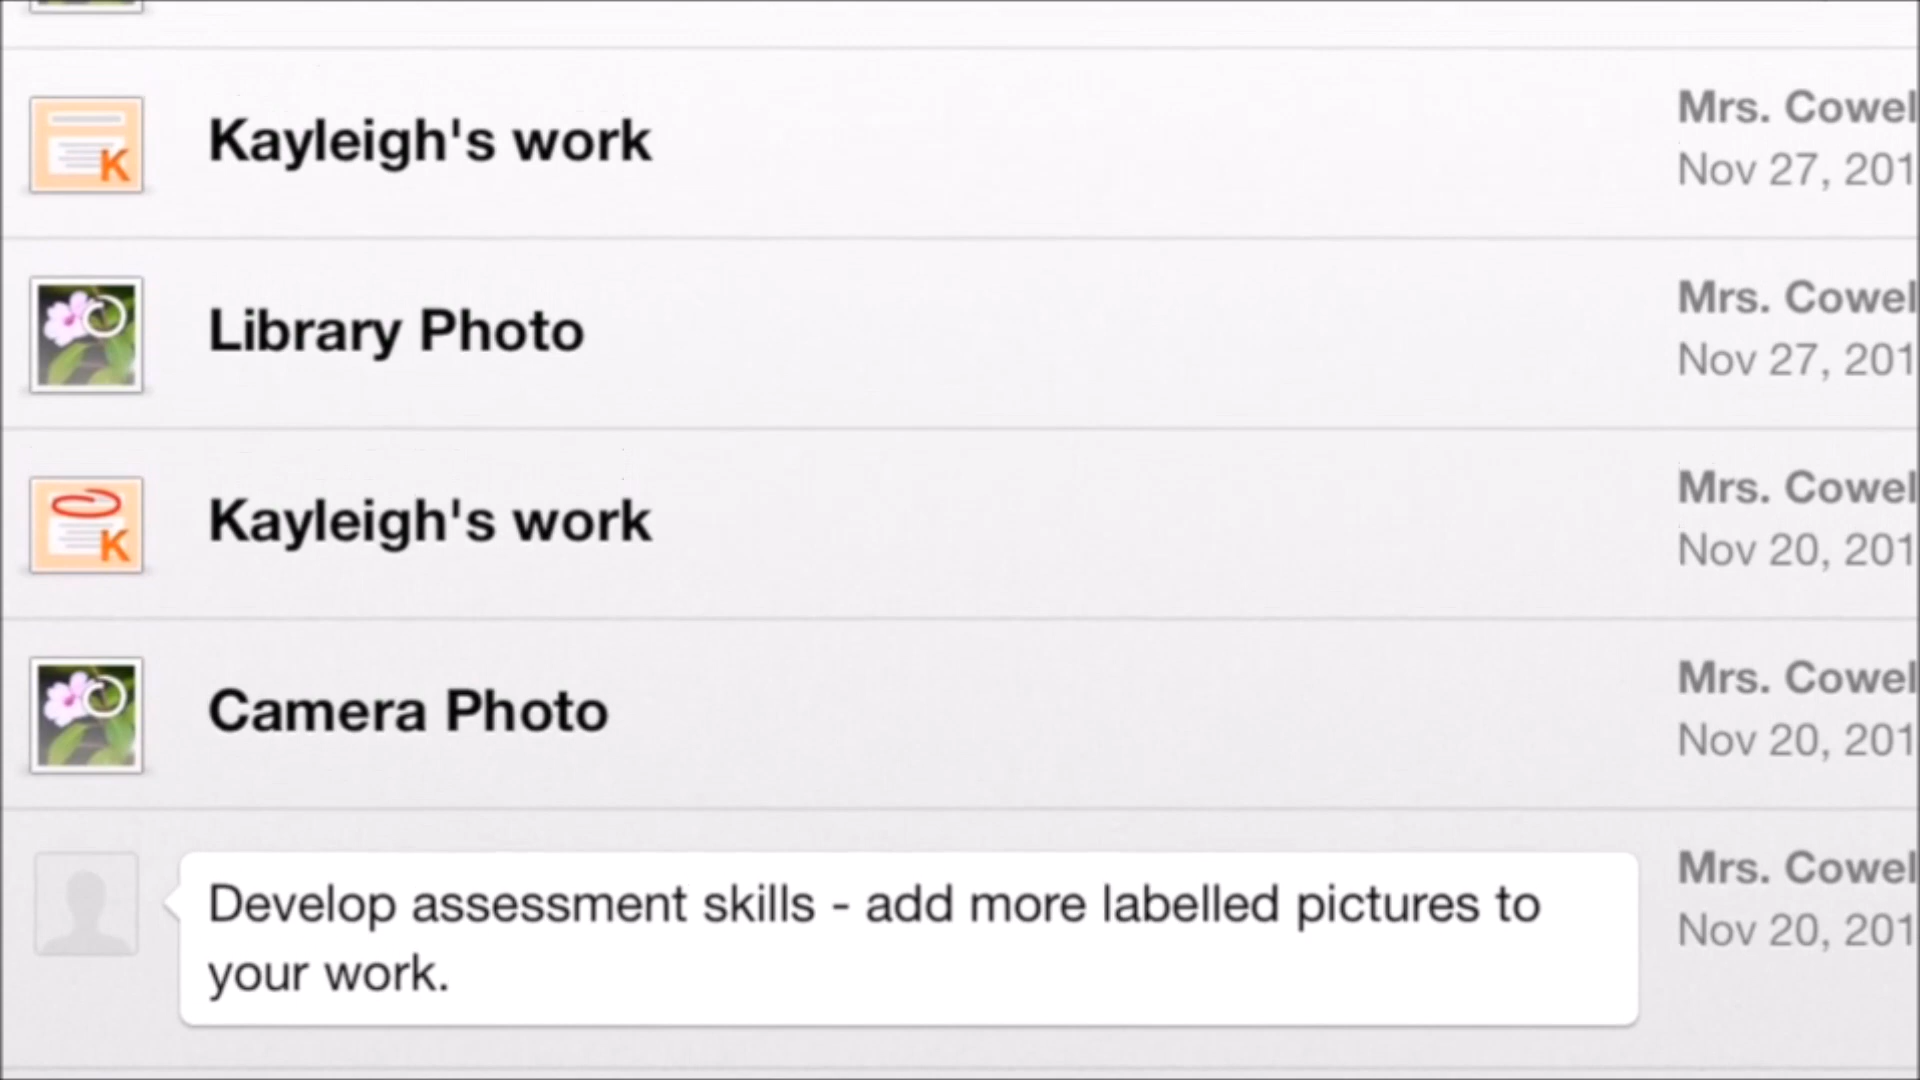 Kayleigh's work
Mrs. Cowel
Nov 27, 201
Library Photo
Mrs. Cowel
Nov 27, 201
Kayleigh's work
Mrs. Cowel
Nov 20, 201
Camera Photo
Mrs. Cowel
Nov 20, 201
Develop assessment skills - add more labelled pictures to
your work.
Mrs. Cowel
Nov 20, 201